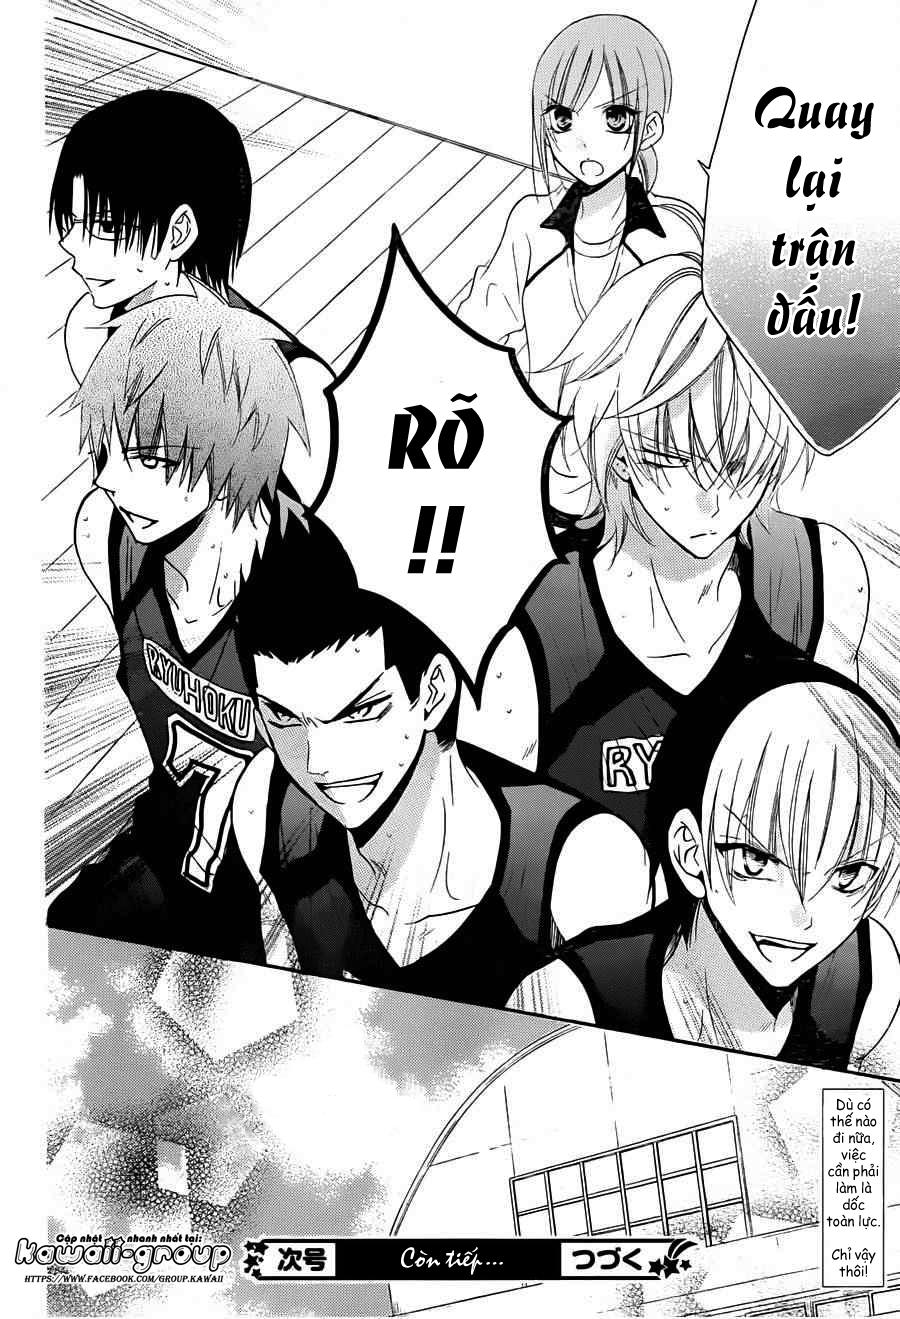 Quay
lại
trận
đấu!
RÕ
!!
RYUHOKU
7
RY
Dù có
thế nào
đi nữa,
việc
cần phải
làm là
dốc
toàn lực.
Chỉ vậy
thôi!
Cập nhật nhanh nhất tại:
kawaii-group
HTTPS://WWW.FACEBOOK.COM/GROUP.KAWAII
次号 Còn tiếp... つづく